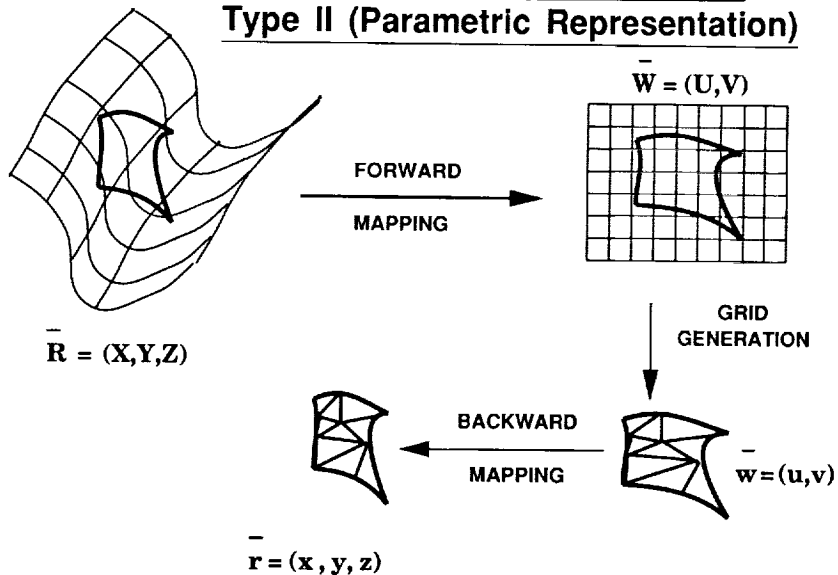 Type II (Parametric Representation)
W̄ = (U,V)
FORWARD
MAPPING
R̄ = (X,Y,Z)
GRID
GENERATION
BACKWARD
MAPPING
w̄=(u,v)
r̄ = (x, y, z)